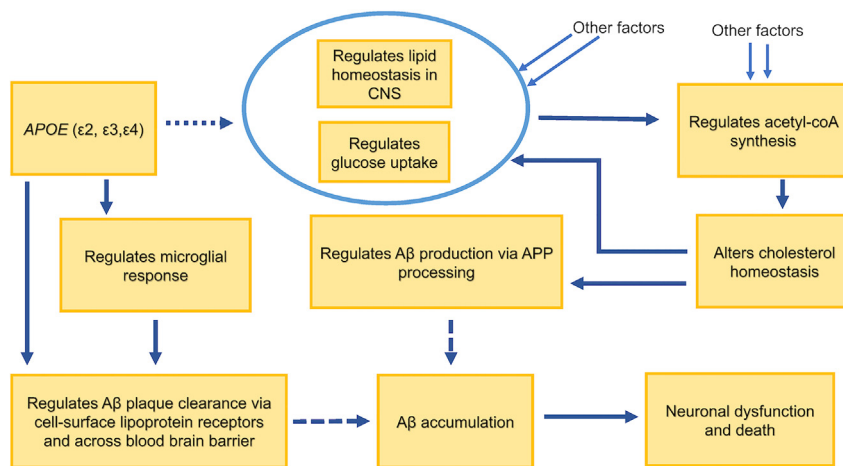 Other factors
Other factors
Regulates lipid
homeostasis in
CNS
APOE (ε2, ε3,ε4)
Regulates
glucose uptake
Regulates acetyl-coA
synthesis
Regulates microglial
response
Regulates Aβ production via APP
processing
Alters cholesterol
homeostasis
Regulates Aβ plaque clearance via
cell-surface lipoprotein receptors
and across blood brain barrier
Aβ accumulation
Neuronal dysfunction
and death